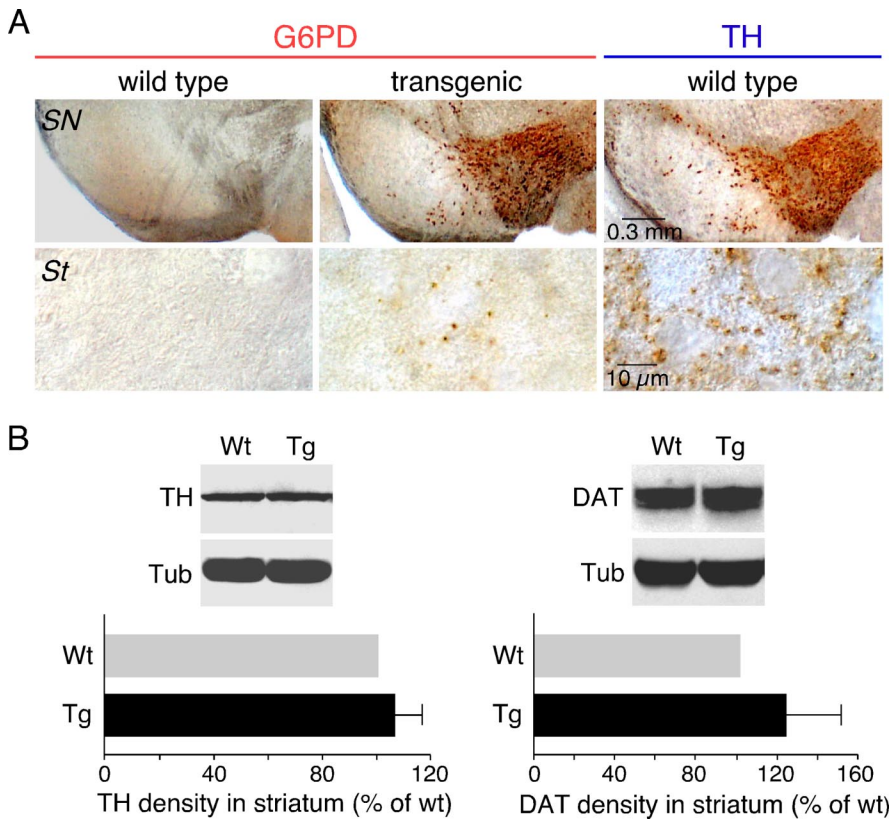 A
G6PD TH
wild type transgenic wild type
SN
0.3 mm
St
10 µm
B
Wt Tg Wt Tg
TH DAT
Tub Tub
Wt Wt
Tg Tg
0 40 80 120 0 40 80 120 160
TH density in striatum (% of wt) DAT density in striatum (% of wt)